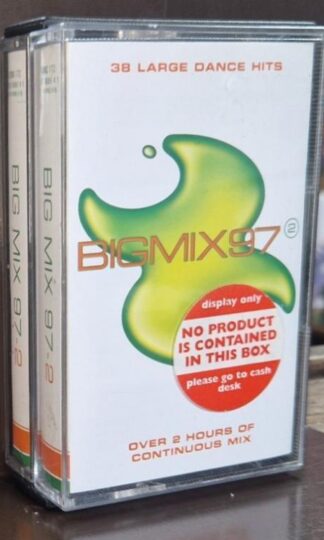 38 LARGE DANCE HITS
BIGMIX97 2
display only
NO PRODUCT
IS CONTAINED
IN THIS BOX
please go to cash
desk
OVER 2 HOURS OF
CONTINUOUS MIX
BIG MIX 97-2
BIG MIX 97-2